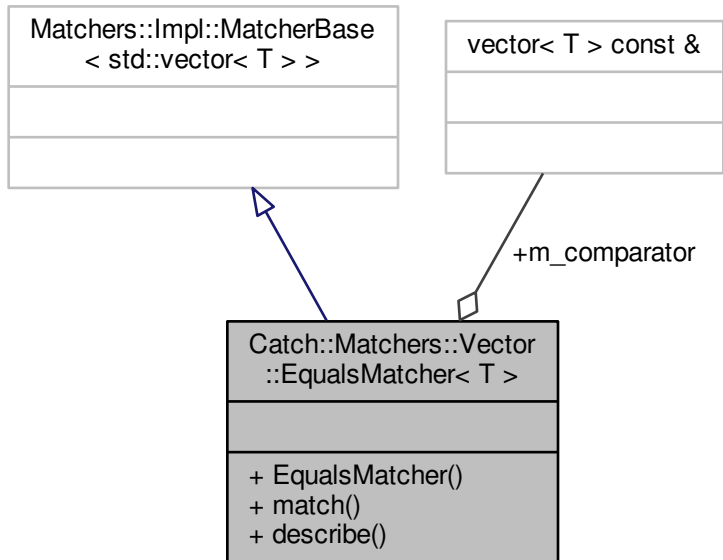 Matchers::Impl::MatcherBase
< std::vector< T > >
vector< T > const &
+m_comparator
Catch::Matchers::Vector
::EqualsMatcher< T >
+ EqualsMatcher()
+ match()
+ describe()